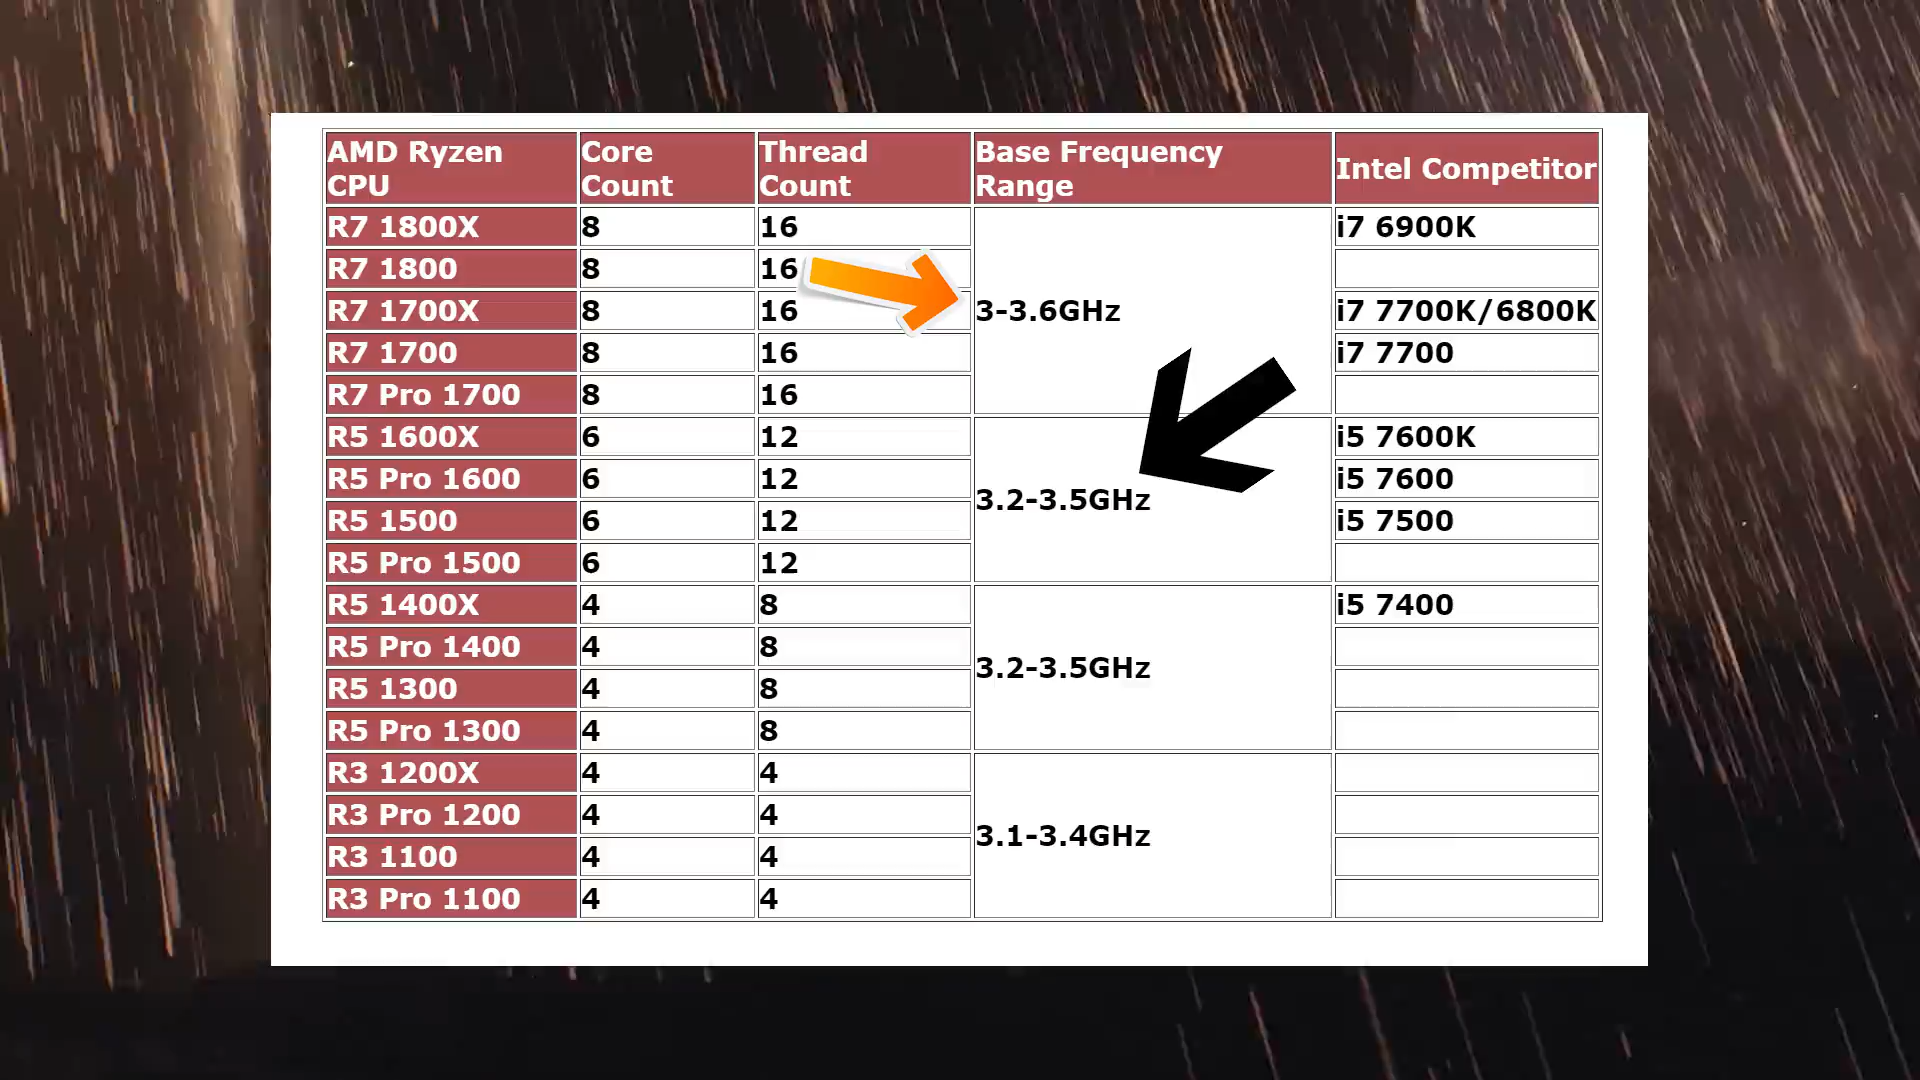 AMD Ryzen CPU Core Count Thread Count Base Frequency Range Intel Competitor
R7 1800X 8 16 3-3.6GHz i7 6900K
R7 1800 8 16
R7 1700X 8 16 i7 7700K/6800K
R7 1700 8 16 i7 7700
R7 Pro 1700 8 16
R5 1600X 6 12 3.2-3.5GHz i5 7600K
R5 Pro 1600 6 12 i5 7600
R5 1500 6 12 i5 7500
R5 Pro 1500 6 12
R5 1400X 4 8 3.2-3.5GHz i5 7400
R5 Pro 1400 4 8
R5 1300 4 8
R5 Pro 1300 4 8
R3 1200X 4 4 3.1-3.4GHz
R3 Pro 1200 4 4
R3 1100 4 4
R3 Pro 1100 4 4